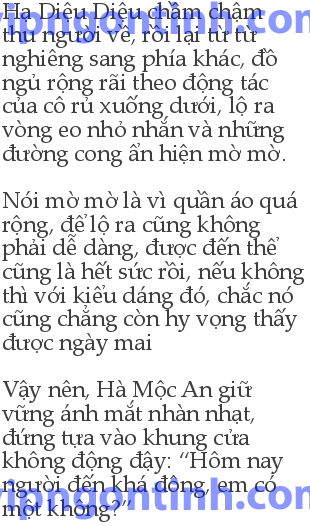 Hạ Diệu Diệu chầm chậm
thu người về, rồi lại từ từ
nghiêng sang phía khác, đồ
ngủ rộng rãi theo động tác
của cô rủ xuống dưới, lộ ra
vòng eo nhỏ nhắn và những
đường cong ẩn hiện mờ mờ.
Nói mờ mờ là vì quần áo quá
rộng, để lộ ra cũng không
phải dễ dàng, được đến thế
cũng là hết sức rồi, nếu không
thì với kiểu dáng đó, chắc nó
cũng chẳng còn hy vọng thấy
được ngày mai
Vậy nên, Hà Mộc An giữ
vững ánh mắt nhàn nhạt,
đứng tựa vào khung cửa
không động đậy: “Hôm nay
người đến khá đông, em có
mệt không?”
vipngontinh.com
vipngontinh.com